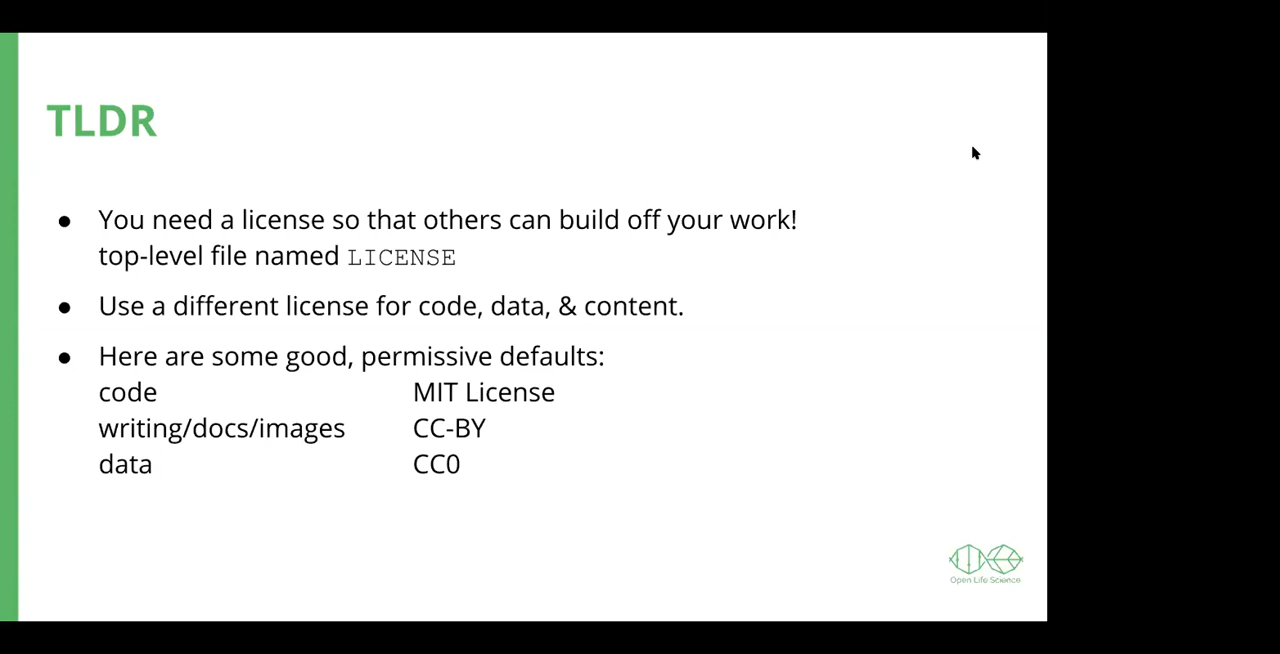 TLDR
● You need a license so that others can build off your work!
top-level file named LICENSE
● Use a different license for code, data, & content.
● Here are some good, permissive defaults:
code MIT License
writing/docs/images CC-BY
data CC0
Open Life Science